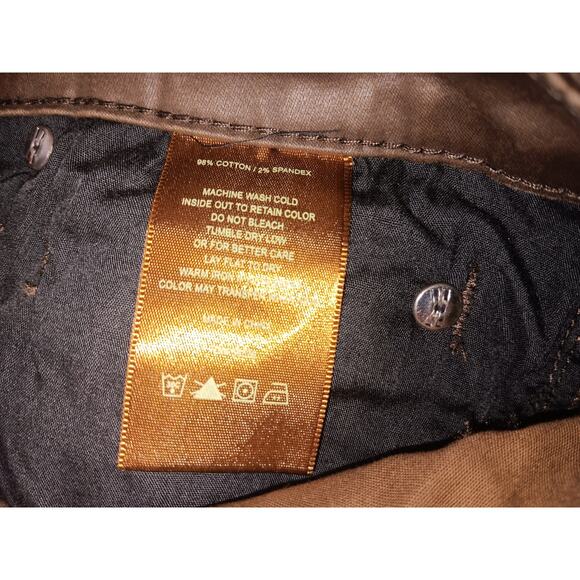 98% COTTON / 2% SPANDEX
MACHINE WASH COLD
INSIDE OUT TO RETAIN COLOR
DO NOT BLEACH
TUMBLE DRY LOW
OR FOR BETTER CARE
LAY FLAT TO DRY
WARM IRON
COLOR MAY TRANSFER
MADE IN CHINA